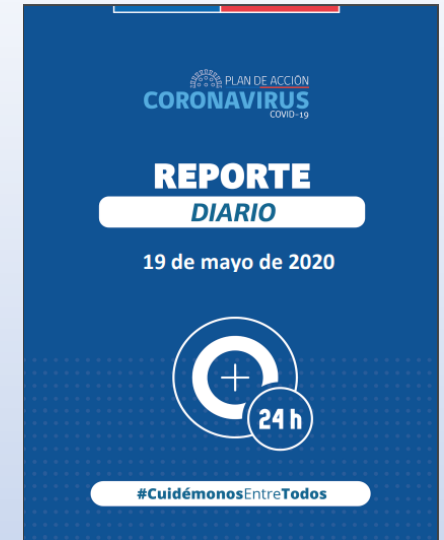 PLAN DE ACCIÓN
CORONAVIRUS
COVID-19
REPORTE
DIARIO
19 de mayo de 2020
24 h
#CuidémonosEntreTodos